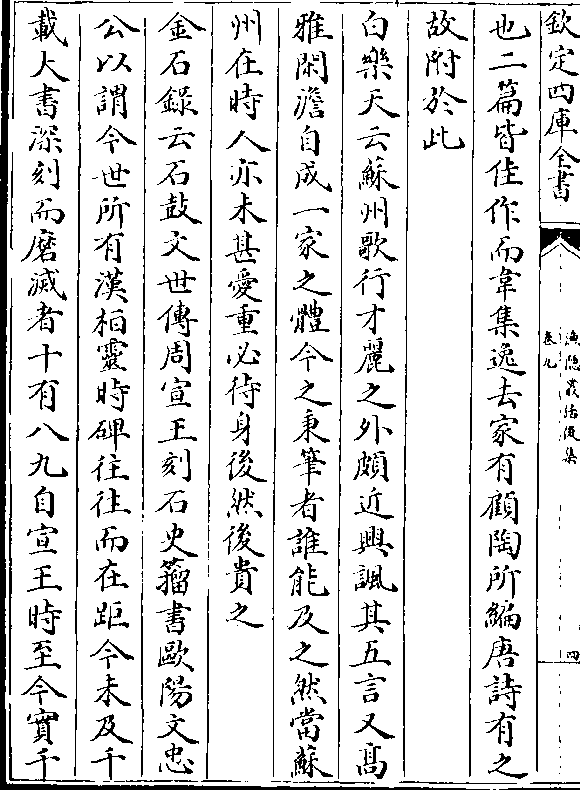 欽定四庫全書
漁隱叢話後集
卷九
四
也二篇皆佳作而韋集逸去家有顧陶所編唐詩有之
故附於此
白樂天云蘇州歌行才麗之外頗近興諷其五言又髙
雅閑澹自成一家之體今之秉筆者誰能及之然當蘇
州在時人亦未甚愛重必待身後然後貴之
金石録云石鼓文世傳周宣王刻石史籀書歐陽文忠
公以謂今世所有漢桓靈時碑往往而在距今未及千
載大書深刻而磨滅者十有八九自宣王時至今實千